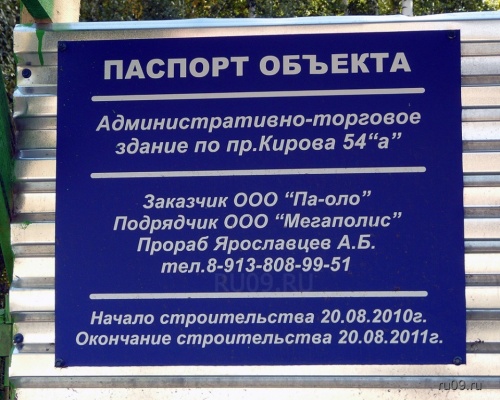 ПАСПОРТ ОБЪЕКТА
Административно-торговое
здание по пр.Кирова 54“а”
Заказчик ООО “Па-оло”
Подрядчик ООО “Мегаполис”
Прораб Ярославцев А.Б.
тел.8-913-808-99-51
RU09.RU
Начало строительства 20.08.2010г.
Окончание строительства 20.08.2011г.
ru09.ru